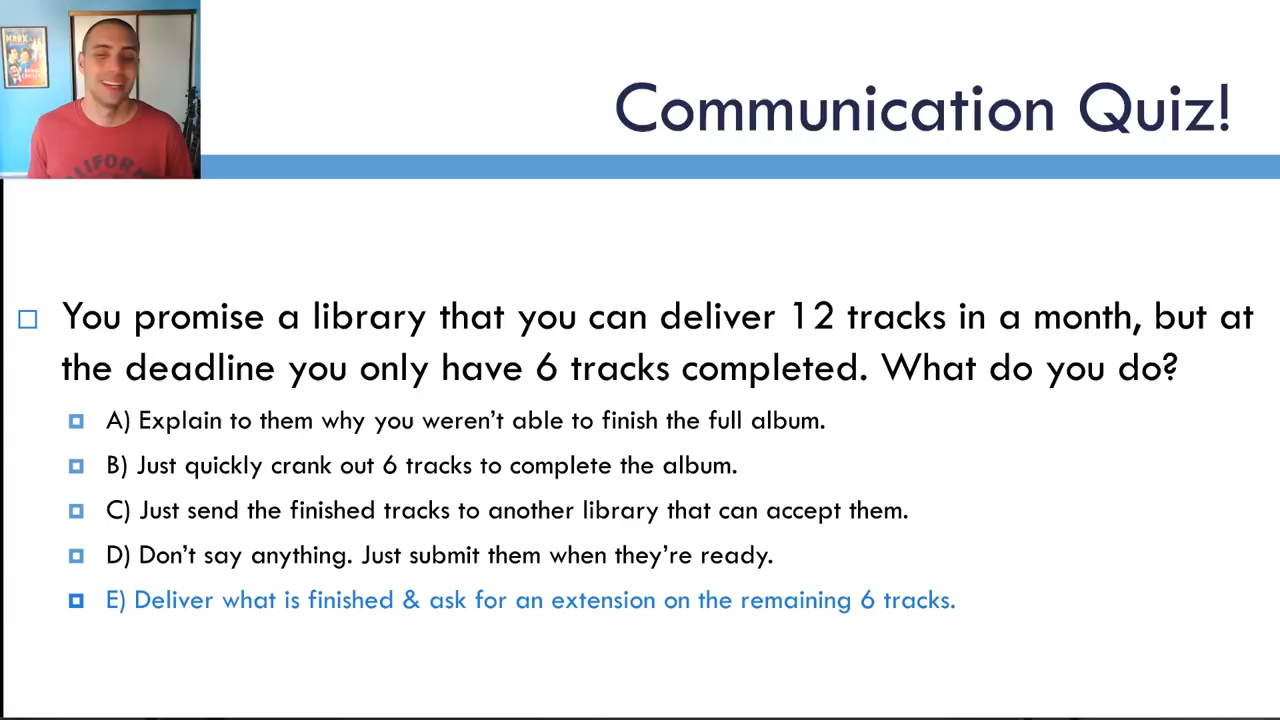 MARX
Communication Quiz!
You promise a library that you can deliver 12 tracks in a month, but at
the deadline you only have 6 tracks completed. What do you do?
A) Explain to them why you weren't able to finish the full album.
B) Just quickly crank out 6 tracks to complete the album.
C) Just send the finished tracks to another library that can accept them.
D) Don't say anything. Just submit them when they're ready.
E) Deliver what is finished & ask for an extension on the remaining 6 tracks.